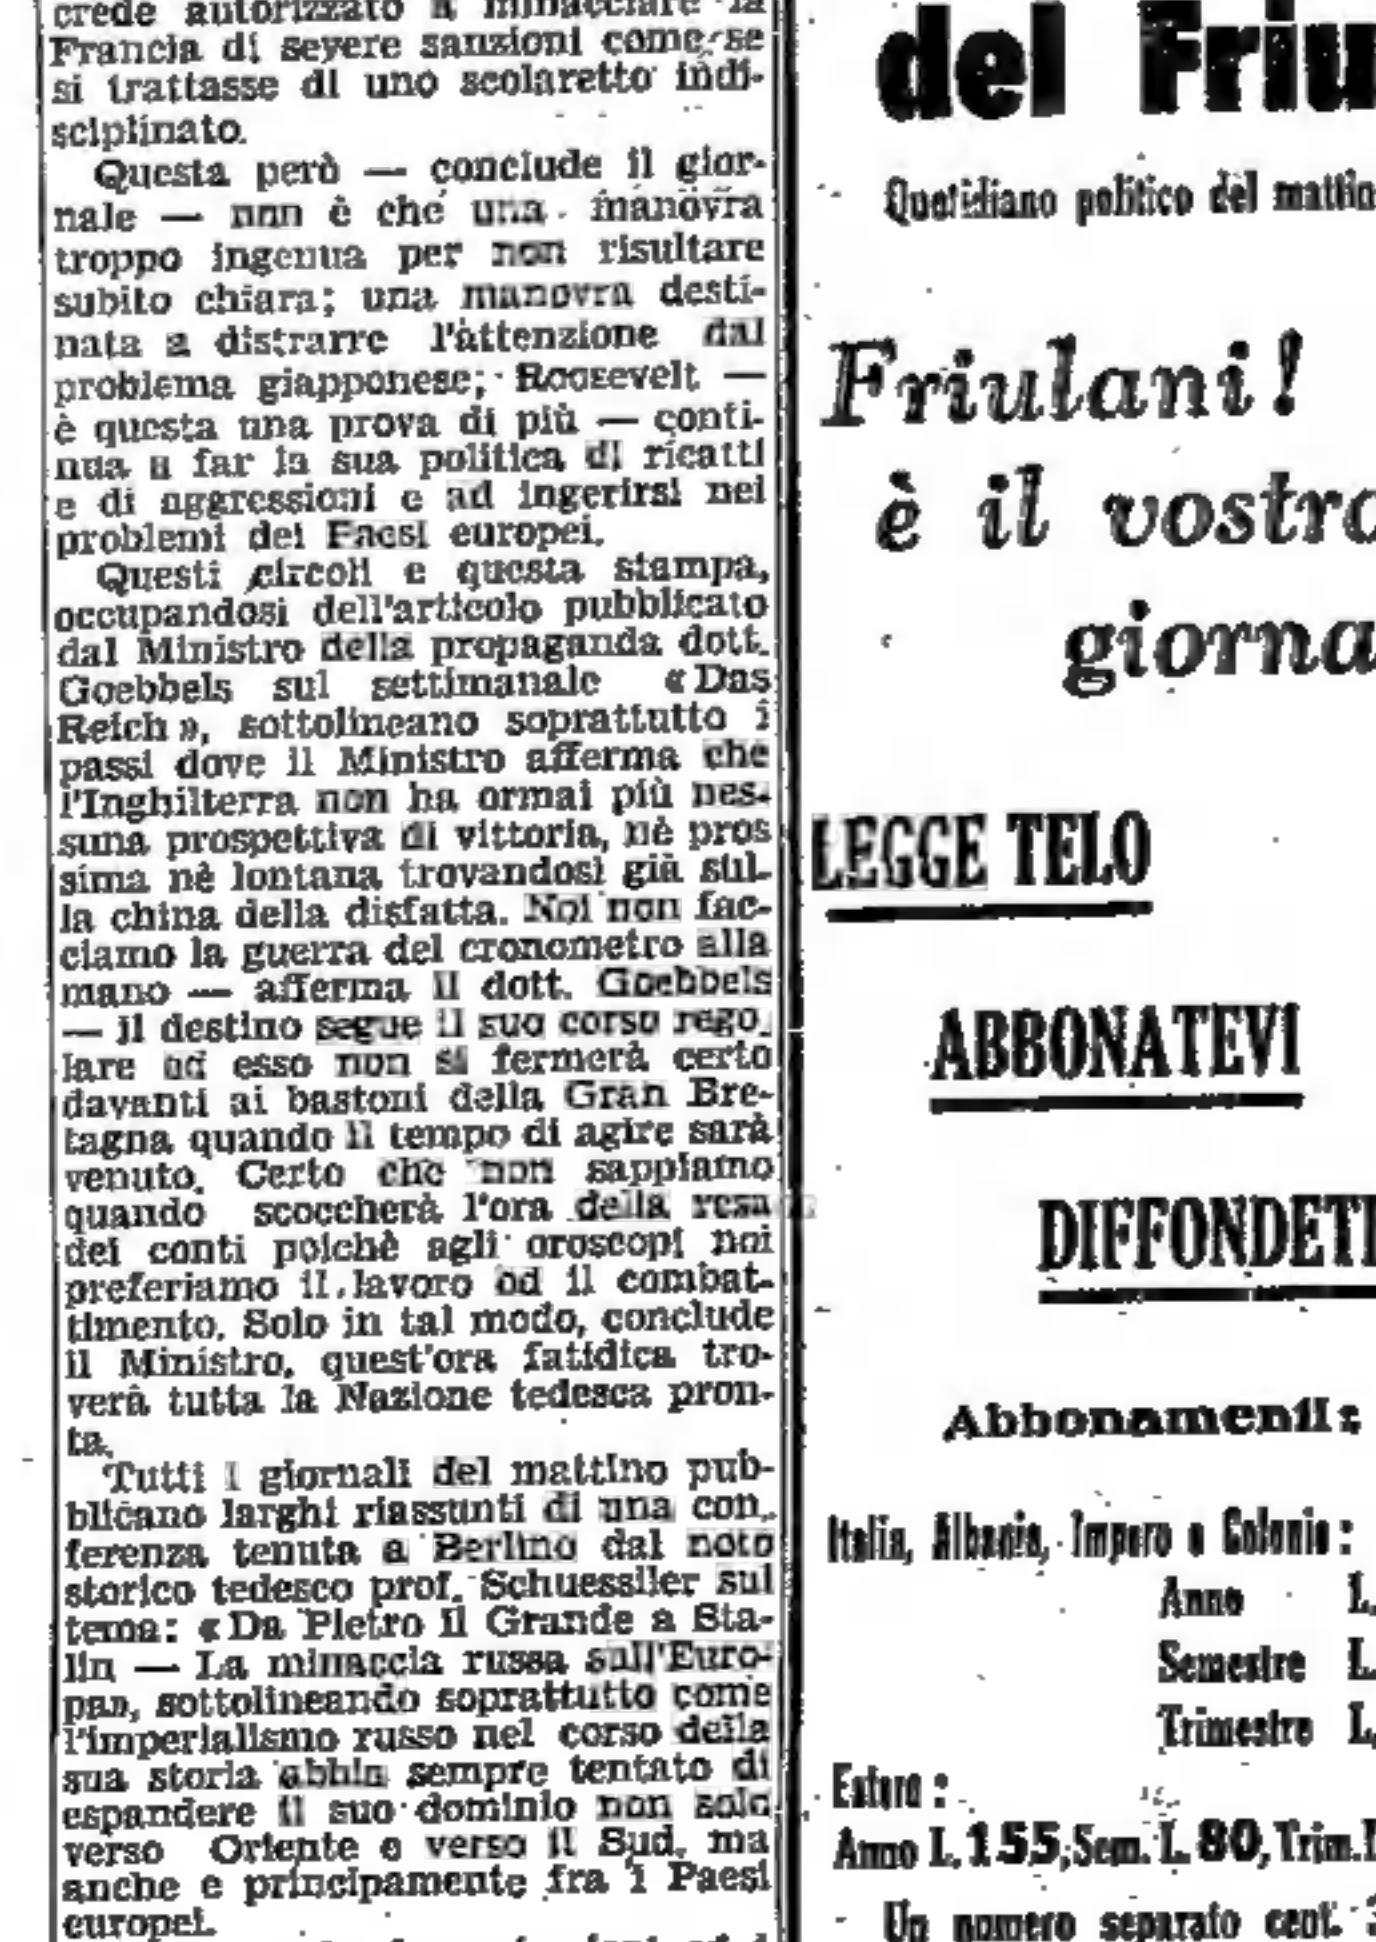 crede autorizzato a minacciare la
Francia di severe sanzioni come se
si trattasse di uno scolaretto indi-
sciplinato.
Questa però — conclude il gior-
nale — non è che una manovra
troppo ingenua per non risultare
subito chiara; una manovra desti-
nata a distrarre l'attenzione dal
problema giapponese; Roosevelt —
è questa una prova di più — conti-
nua a far la sua politica di ricatti
e di aggressioni e ad ingerirsi nei
problemi dei Paesi europei.
Questi circoli e questa stampa,
occupandosi dell'articolo pubblicato
dal Ministro della propaganda dott.
Goebbels sul settimanale «Das
Reich», sottolineano soprattutto i
passi dove il Ministro afferma che
l'Inghilterra non ha ormai più nes-
suna prospettiva di vittoria, nè pros
sima nè lontana trovandosi già sul-
la china della disfatta. Noi non fac-
ciamo la guerra del cronometro alla
mano — afferma il dott. Goebbels
— il destino segue il suo corso rego-
lare ed esso non si fermerà certo
davanti ai bastoni della Gran Bre-
tagna quando il tempo di agire sarà
venuto. Certo che non sappiamo
quando scoccherà l'ora della resa
dei conti poichè agli oroscopi noi
preferiamo il lavoro ed il combat-
timento. Solo in tal modo, conclude
il Ministro, quest'ora fatidica tro-
verà tutta la Nazione tedesca pron-
ta.
Tutti i giornali del mattino pub-
blicano larghi riassunti di una con-
ferenza tenuta a Berlino dal noto
storico tedesco prof. Schuessller sul
tema: «Da Pietro il Grande a Sta-
lin — La minaccia russa sull'Euro-
pa», sottolineando soprattutto come
l'imperialismo russo nel corso della
sua storia abbia sempre tentato di
espandere il suo dominio non solo
verso Oriente e verso il Sud, ma
anche e principamente fra i Paesi
europei.
del Friu
Quotidiano politico del mattin
Friulani!
è il vostro
giorna
LEGGETELO
ABBONATEVI
DIFFONDETE
Abbonamenti:
Italia, Albania, Impero e Colonie:
Anno L.
Semestre L.
Trimestre L.
Estero:
Anno L. 155, Sem. L. 80, Trim.
Un numero separato cent.